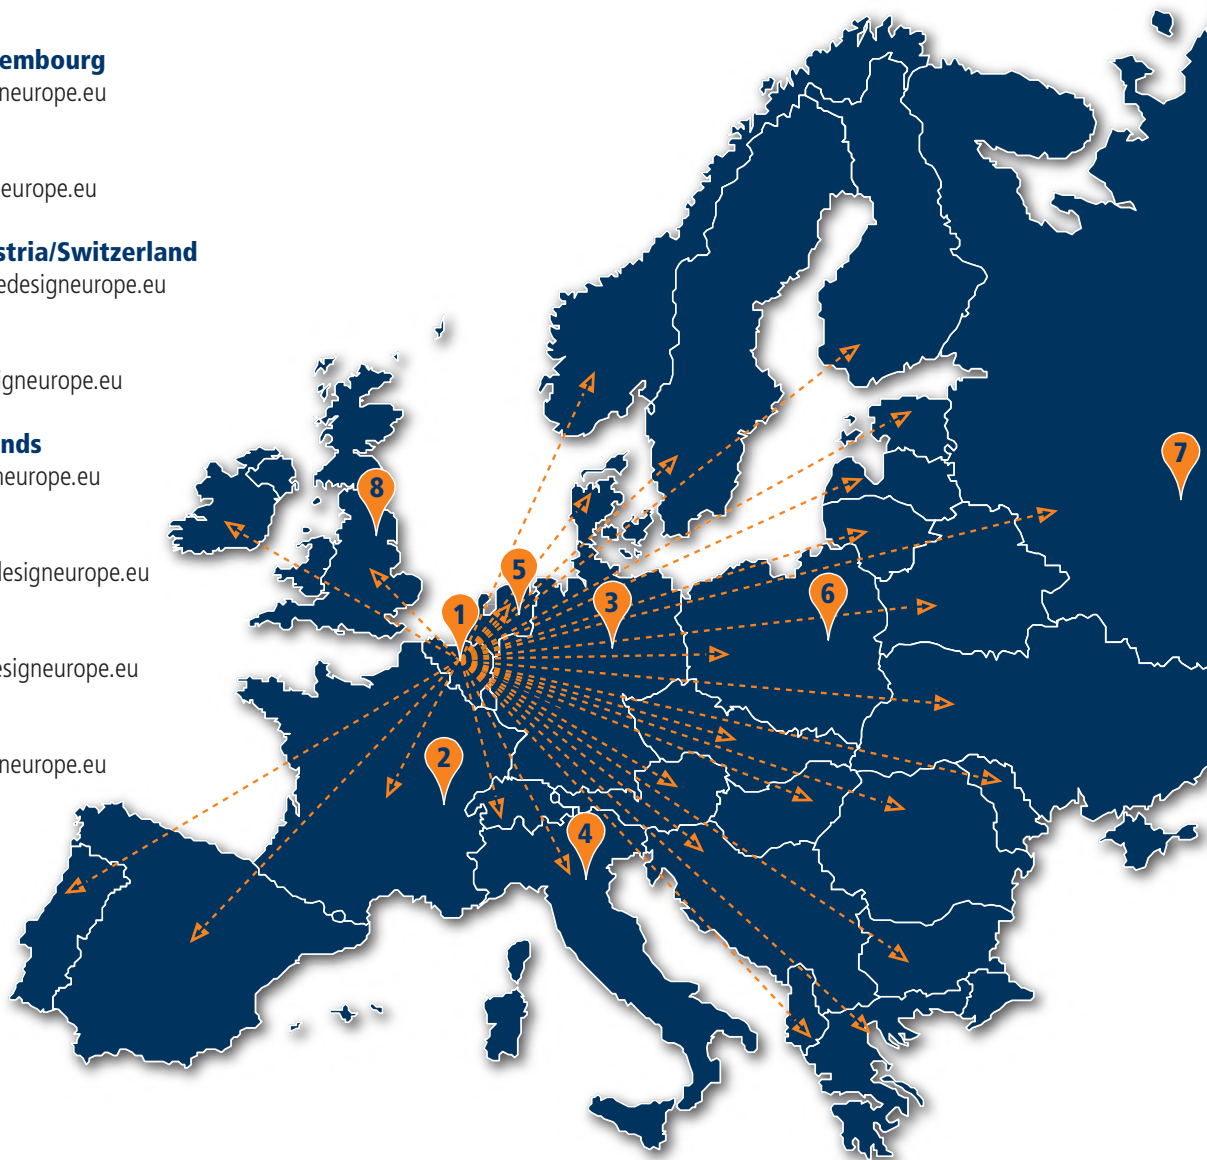 embourg
neurope.eu
europe.eu
stria/Switzerland
edesigneurope.eu
igneurope.eu
nds
neurope.eu
designeurope.eu
esigneurope.eu
neurope.eu
7
8
5
1
3
6
2
4